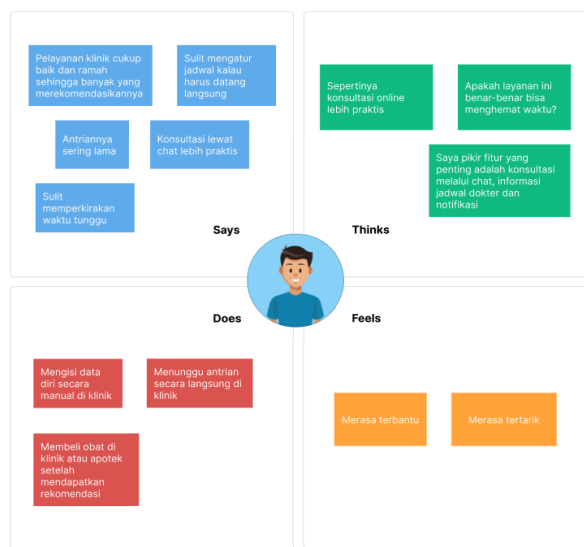 Pelayanan klinik cukup
baik dan ramah
sehingga banyak yang
merekomendasikannya
Sulit mengatur
jadwal kalau
harus datang
langsung
Antriannya
sering lama
Konsultasi lewat
chat lebih praktis
Sulit
memperkirakan
waktu tunggu
Says
Sepertinya
konsultasi online
lebih praktis
Apakah layanan ini
benar-benar bisa
menghemat waktu?
Saya pikir fitur yang
penting adalah konsultasi
melalui chat, informasi
jadwal dokter dan
notifikasi
Thinks
Does
Mengisi data
diri secara
manual di klinik
Menunggu antrian
secara langsung di
klinik
Membeli obat di
klinik atau apotek
setelah
mendapatkan
rekomendasi
Feels
Merasa terbantu
Merasa tertarik